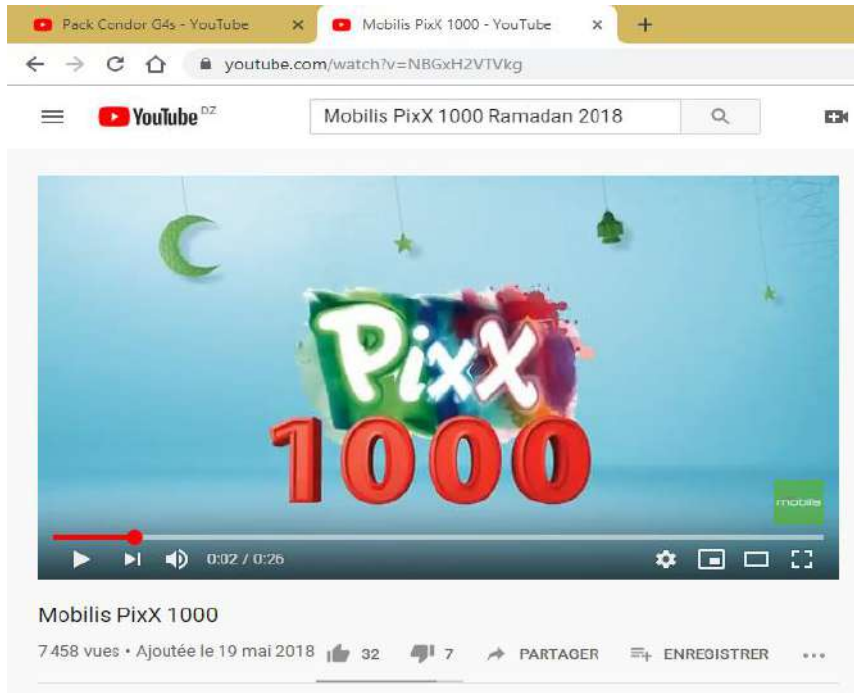 Pack Condor G4s - YouTube × Mobilis PixX 1000 - YouTube × +
youtube.com/watch?v=NBGxH2VTVkg
YouTube DZ
Mobilis PixX 1000 Ramadan 2018
PixX
1000
mobilis
0:02 / 0:26
Mobilis PixX 1000
7 458 vues • Ajoutée le 19 mai 2018 32 7 PARTAGER ENREGISTRER ...